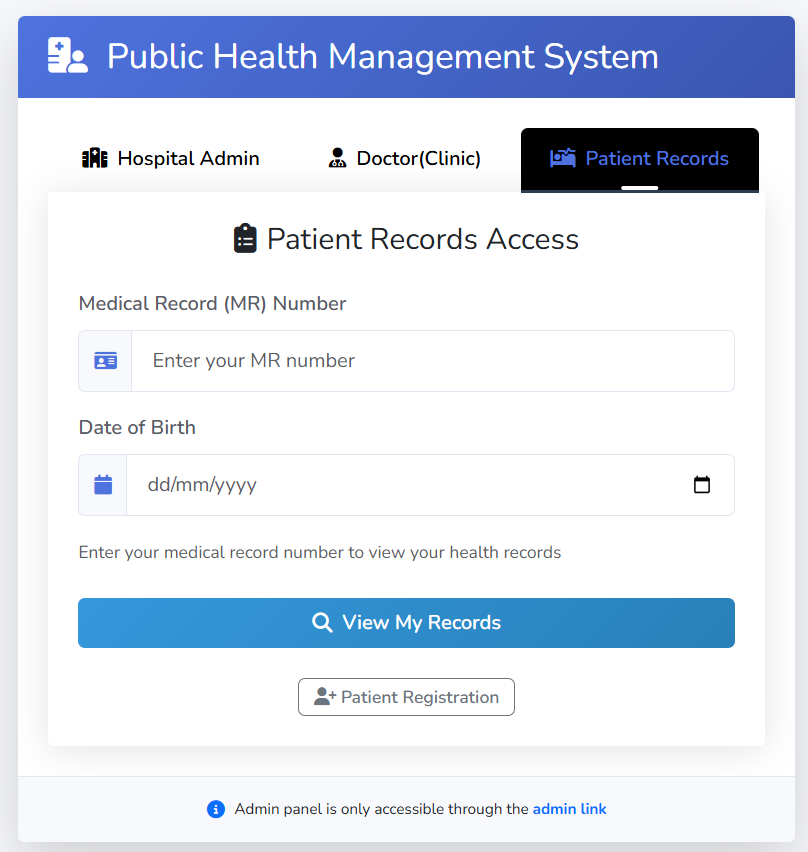 Public Health Management System
Hospital Admin Doctor(Clinic) Patient Records
Patient Records Access
Medical Record (MR) Number
Enter your MR number
Date of Birth
dd/mm/yyyy
Enter your medical record number to view your health records
View My Records
Patient Registration
Admin panel is only accessible through the admin link